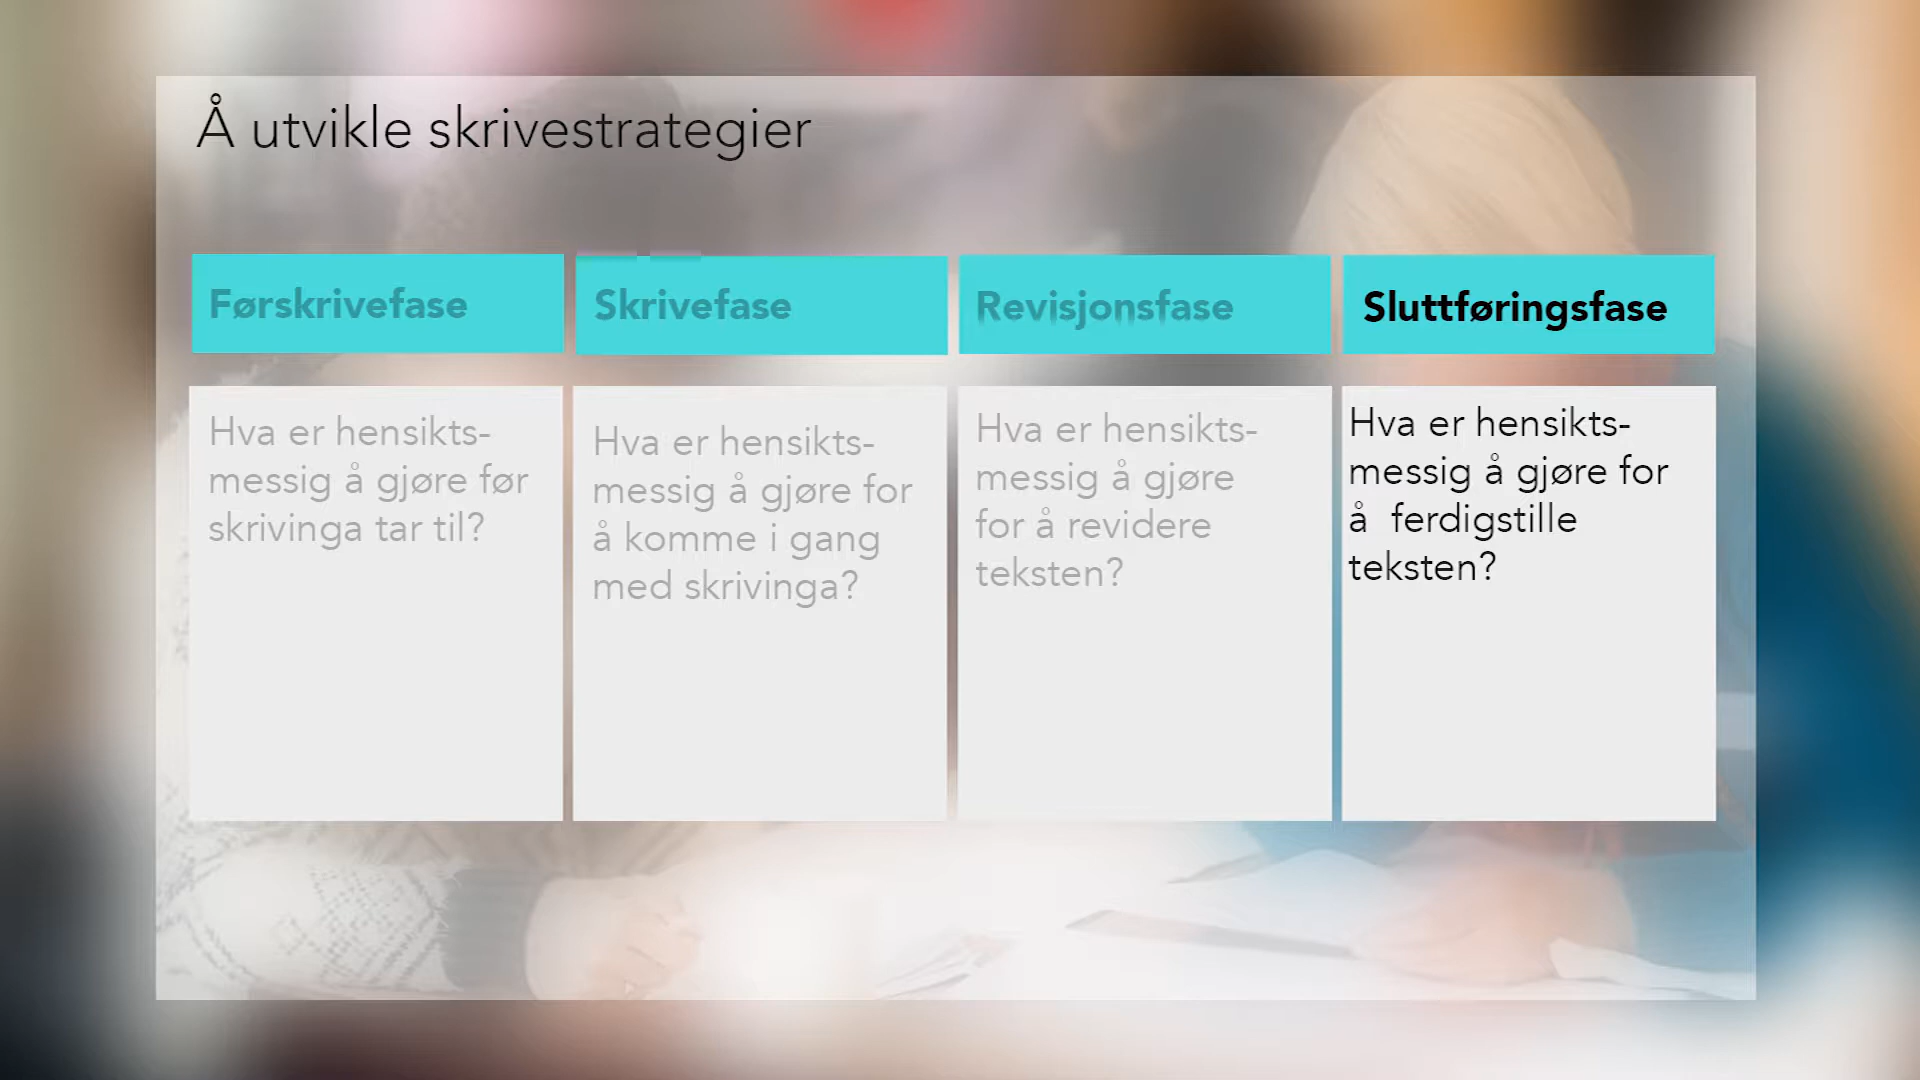 Å utvikle skrivestrategier
Førskrivefase
Skrivefase
Revisjonsfase
Sluttføringsfase
Hva er hensikts-
messig å gjøre før
skrivinga tar til?
Hva er hensikts-
messig å gjøre for
å komme i gang
med skrivinga?
Hva er hensikts-
messig å gjøre
for å revidere
teksten?
Hva er hensikts-
messig å gjøre for
å  ferdigstille
teksten?